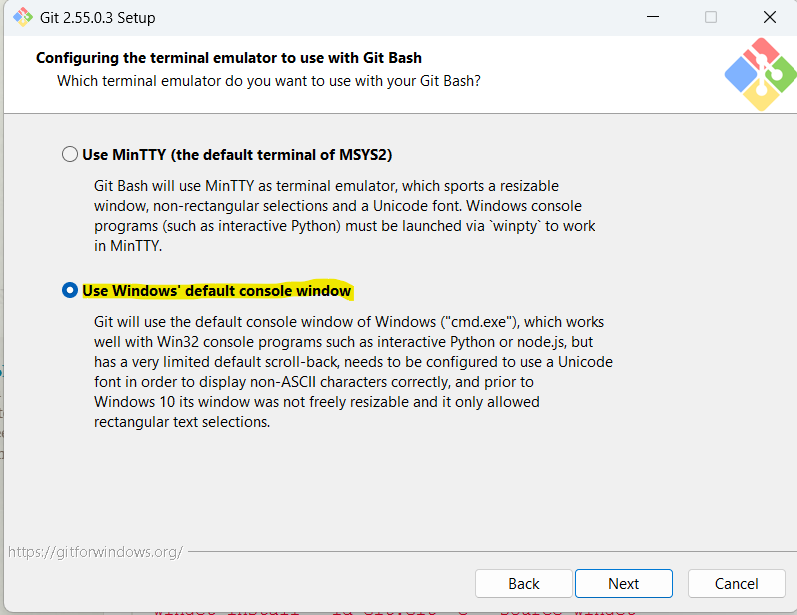 Git 2.55.0.3 Setup
Configuring the terminal emulator to use with Git Bash
Which terminal emulator do you want to use with your Git Bash?
Use MinTTY (the default terminal of MSYS2)
Git Bash will use MinTTY as terminal emulator, which sports a resizable
window, non-rectangular selections and a Unicode font. Windows console
programs (such as interactive Python) must be launched via `winpty` to work
in MinTTY.
Use Windows' default console window
Git will use the default console window of Windows ("cmd.exe"), which works
well with Win32 console programs such as interactive Python or node.js, but
has a very limited default scroll-back, needs to be configured to use a Unicode
font in order to display non-ASCII characters correctly, and prior to
Windows 10 its window was not freely resizable and it only allowed
rectangular text selections.
https://gitforwindows.org/
Back Next Cancel